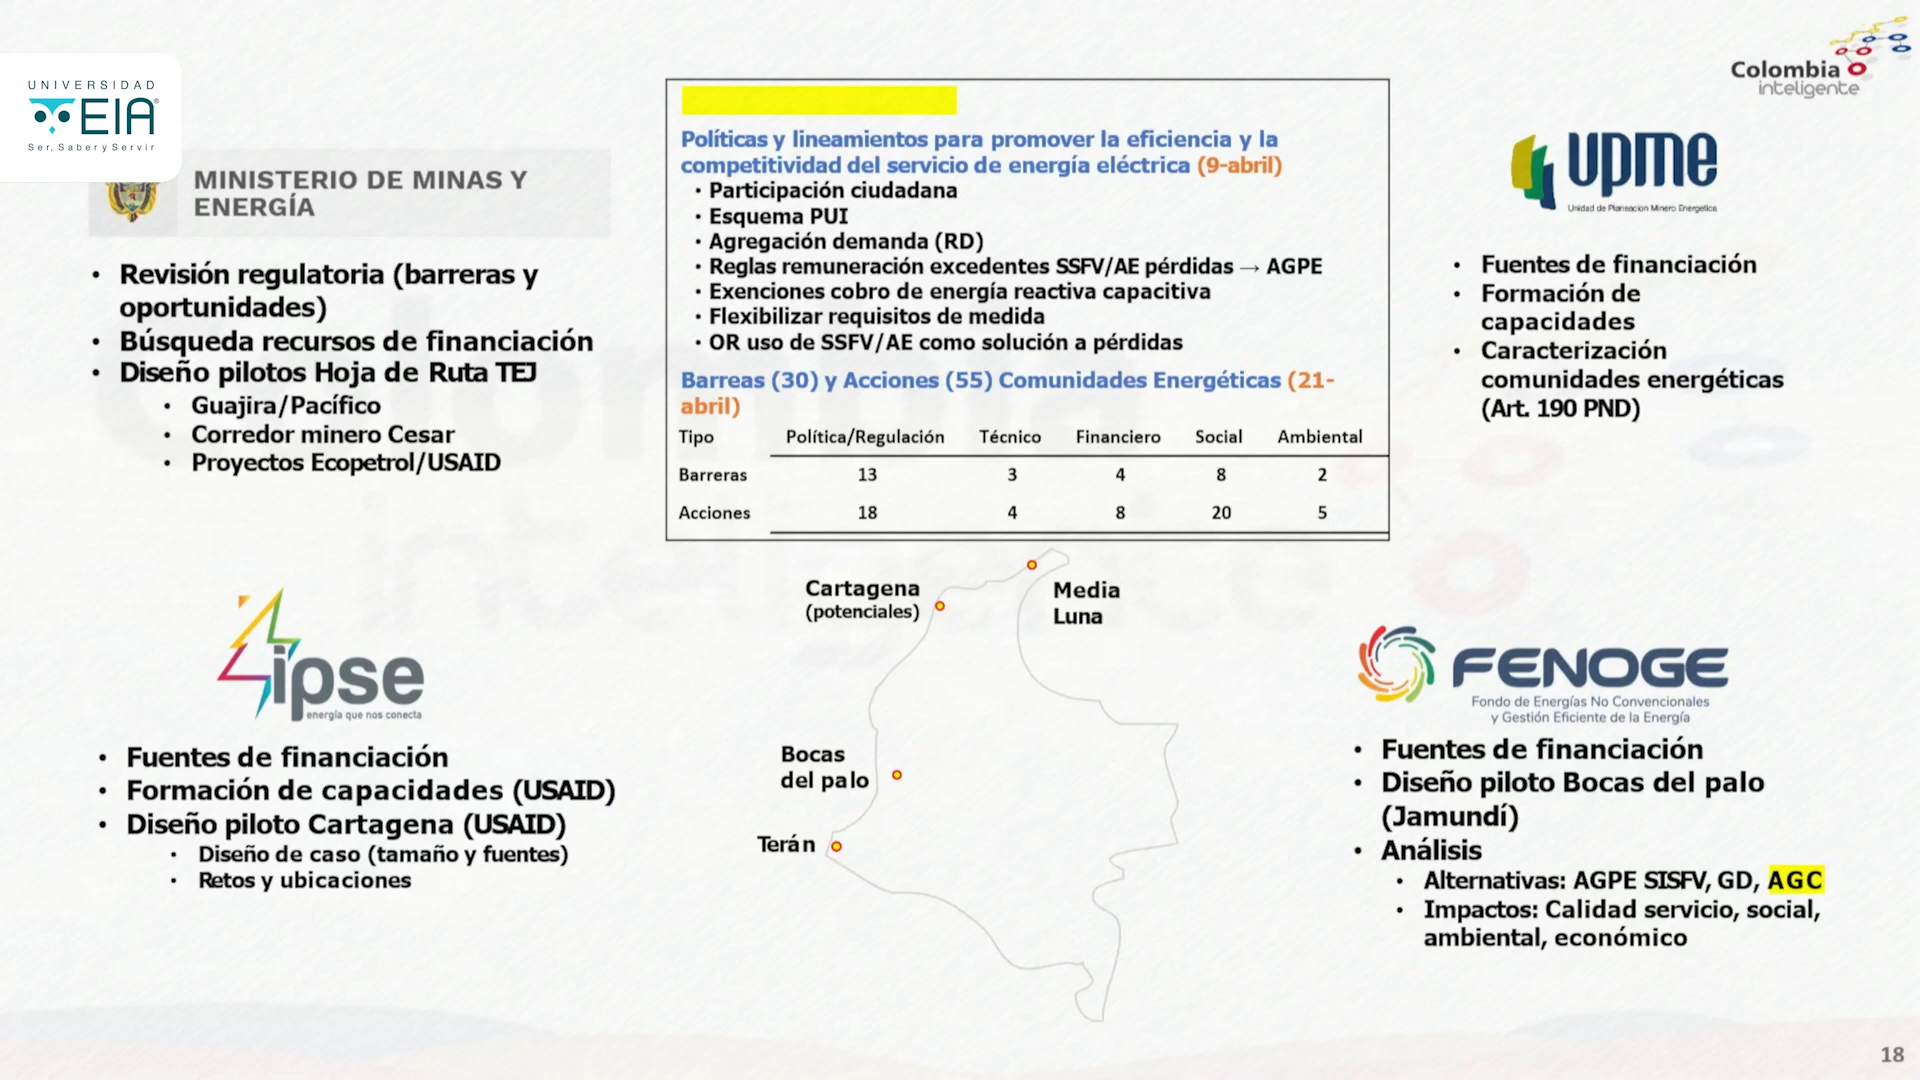 UNIVERSIDAD
EIA
Ser, Saber y Servir
Colombia
inteligente
MINISTERIO DE MINAS Y
ENERGÍA
• Revisión regulatoria (barreras y
oportunidades)
• Búsqueda recursos de financiación
• Diseño pilotos Hoja de Ruta TEJ
• Guajira/Pacífico
• Corredor minero Cesar
• Proyectos Ecopetrol/USAID
Políticas y lineamientos para promover la eficiencia y la
competitividad del servicio de energía eléctrica (9-abril)
• Participación ciudadana
• Esquema PUI
• Agregación demanda (RD)
• Reglas remuneración excedentes SSFV/AE pérdidas → AGPE
• Exenciones cobro de energía reactiva capacitiva
• Flexibilizar requisitos de medida
• OR uso de SSFV/AE como solución a pérdidas
Barreas (30) y Acciones (55) Comunidades Energéticas (21-
abril)
Tipo Política/Regulación Técnico Financiero Social Ambiental
Barreras 13 3 4 8 2
Acciones 18 4 8 20 5
upme
Unidad de Planeacion Minero Energetica
• Fuentes de financiación
• Formación de
capacidades
• Caracterización
comunidades energéticas
(Art. 190 PND)
ipse
energía que nos conecta
• Fuentes de financiación
• Formación de capacidades (USAID)
• Diseño piloto Cartagena (USAID)
• Diseño de caso (tamaño y fuentes)
• Retos y ubicaciones
Cartagena
(potenciales)
Media
Luna
Bocas
del palo
Terán
FENOGE
Fondo de Energías No Convencionales
y Gestión Eficiente de la Energía
• Fuentes de financiación
• Diseño piloto Bocas del palo
(Jamundí)
• Análisis
• Alternativas: AGPE SISFV, GD, AGC
• Impactos: Calidad servicio, social,
ambiental, económico
18